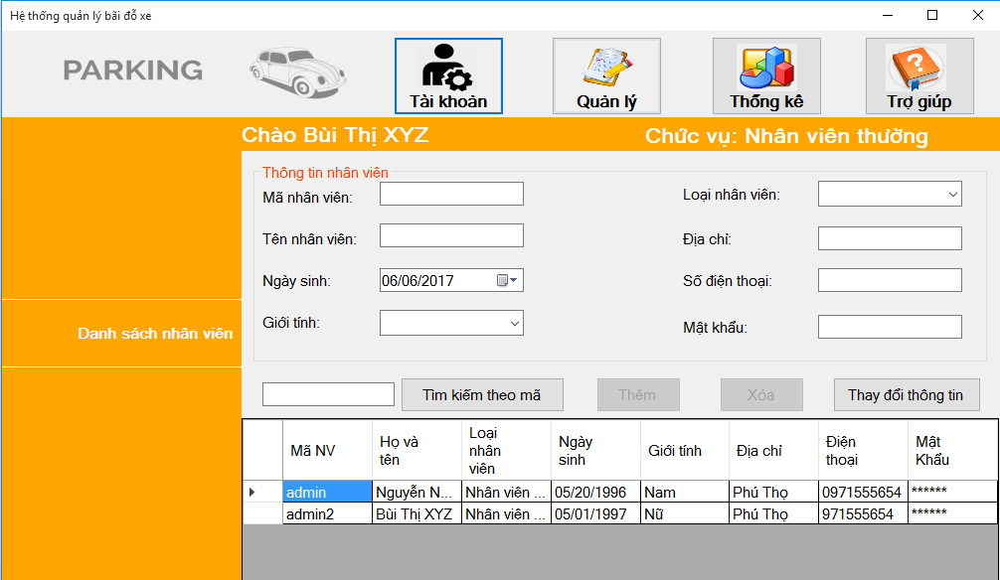 Hệ thống quản lý bãi đỗ xe
PARKING
Tài khoản
Quản lý
Thống kê
Trợ giúp
Chào Bùi Thị XYZ
Chức vụ: Nhân viên thường
Danh sách nhân viên
Thông tin nhân viên
Mã nhân viên:
Loại nhân viên:
Tên nhân viên:
Địa chỉ:
Ngày sinh:
06/06/2017
Số điện thoại:
Giới tính:
Mật khẩu:
Tìm kiếm theo mã
Thêm
Xóa
Thay đổi thông tin
Mã NV
Họ và
tên
Loại
nhân
viên
Ngày
sinh
Giới tính
Địa chỉ
Điện
thoại
Mật
Khẩu
admin Nguyễn N... Nhân viên ... 05/20/1996 Nam Phú Thọ 0971555654 ******
admin2 Bùi Thị XYZ Nhân viên ... 05/01/1997 Nữ Phú Thọ 971555654 ******